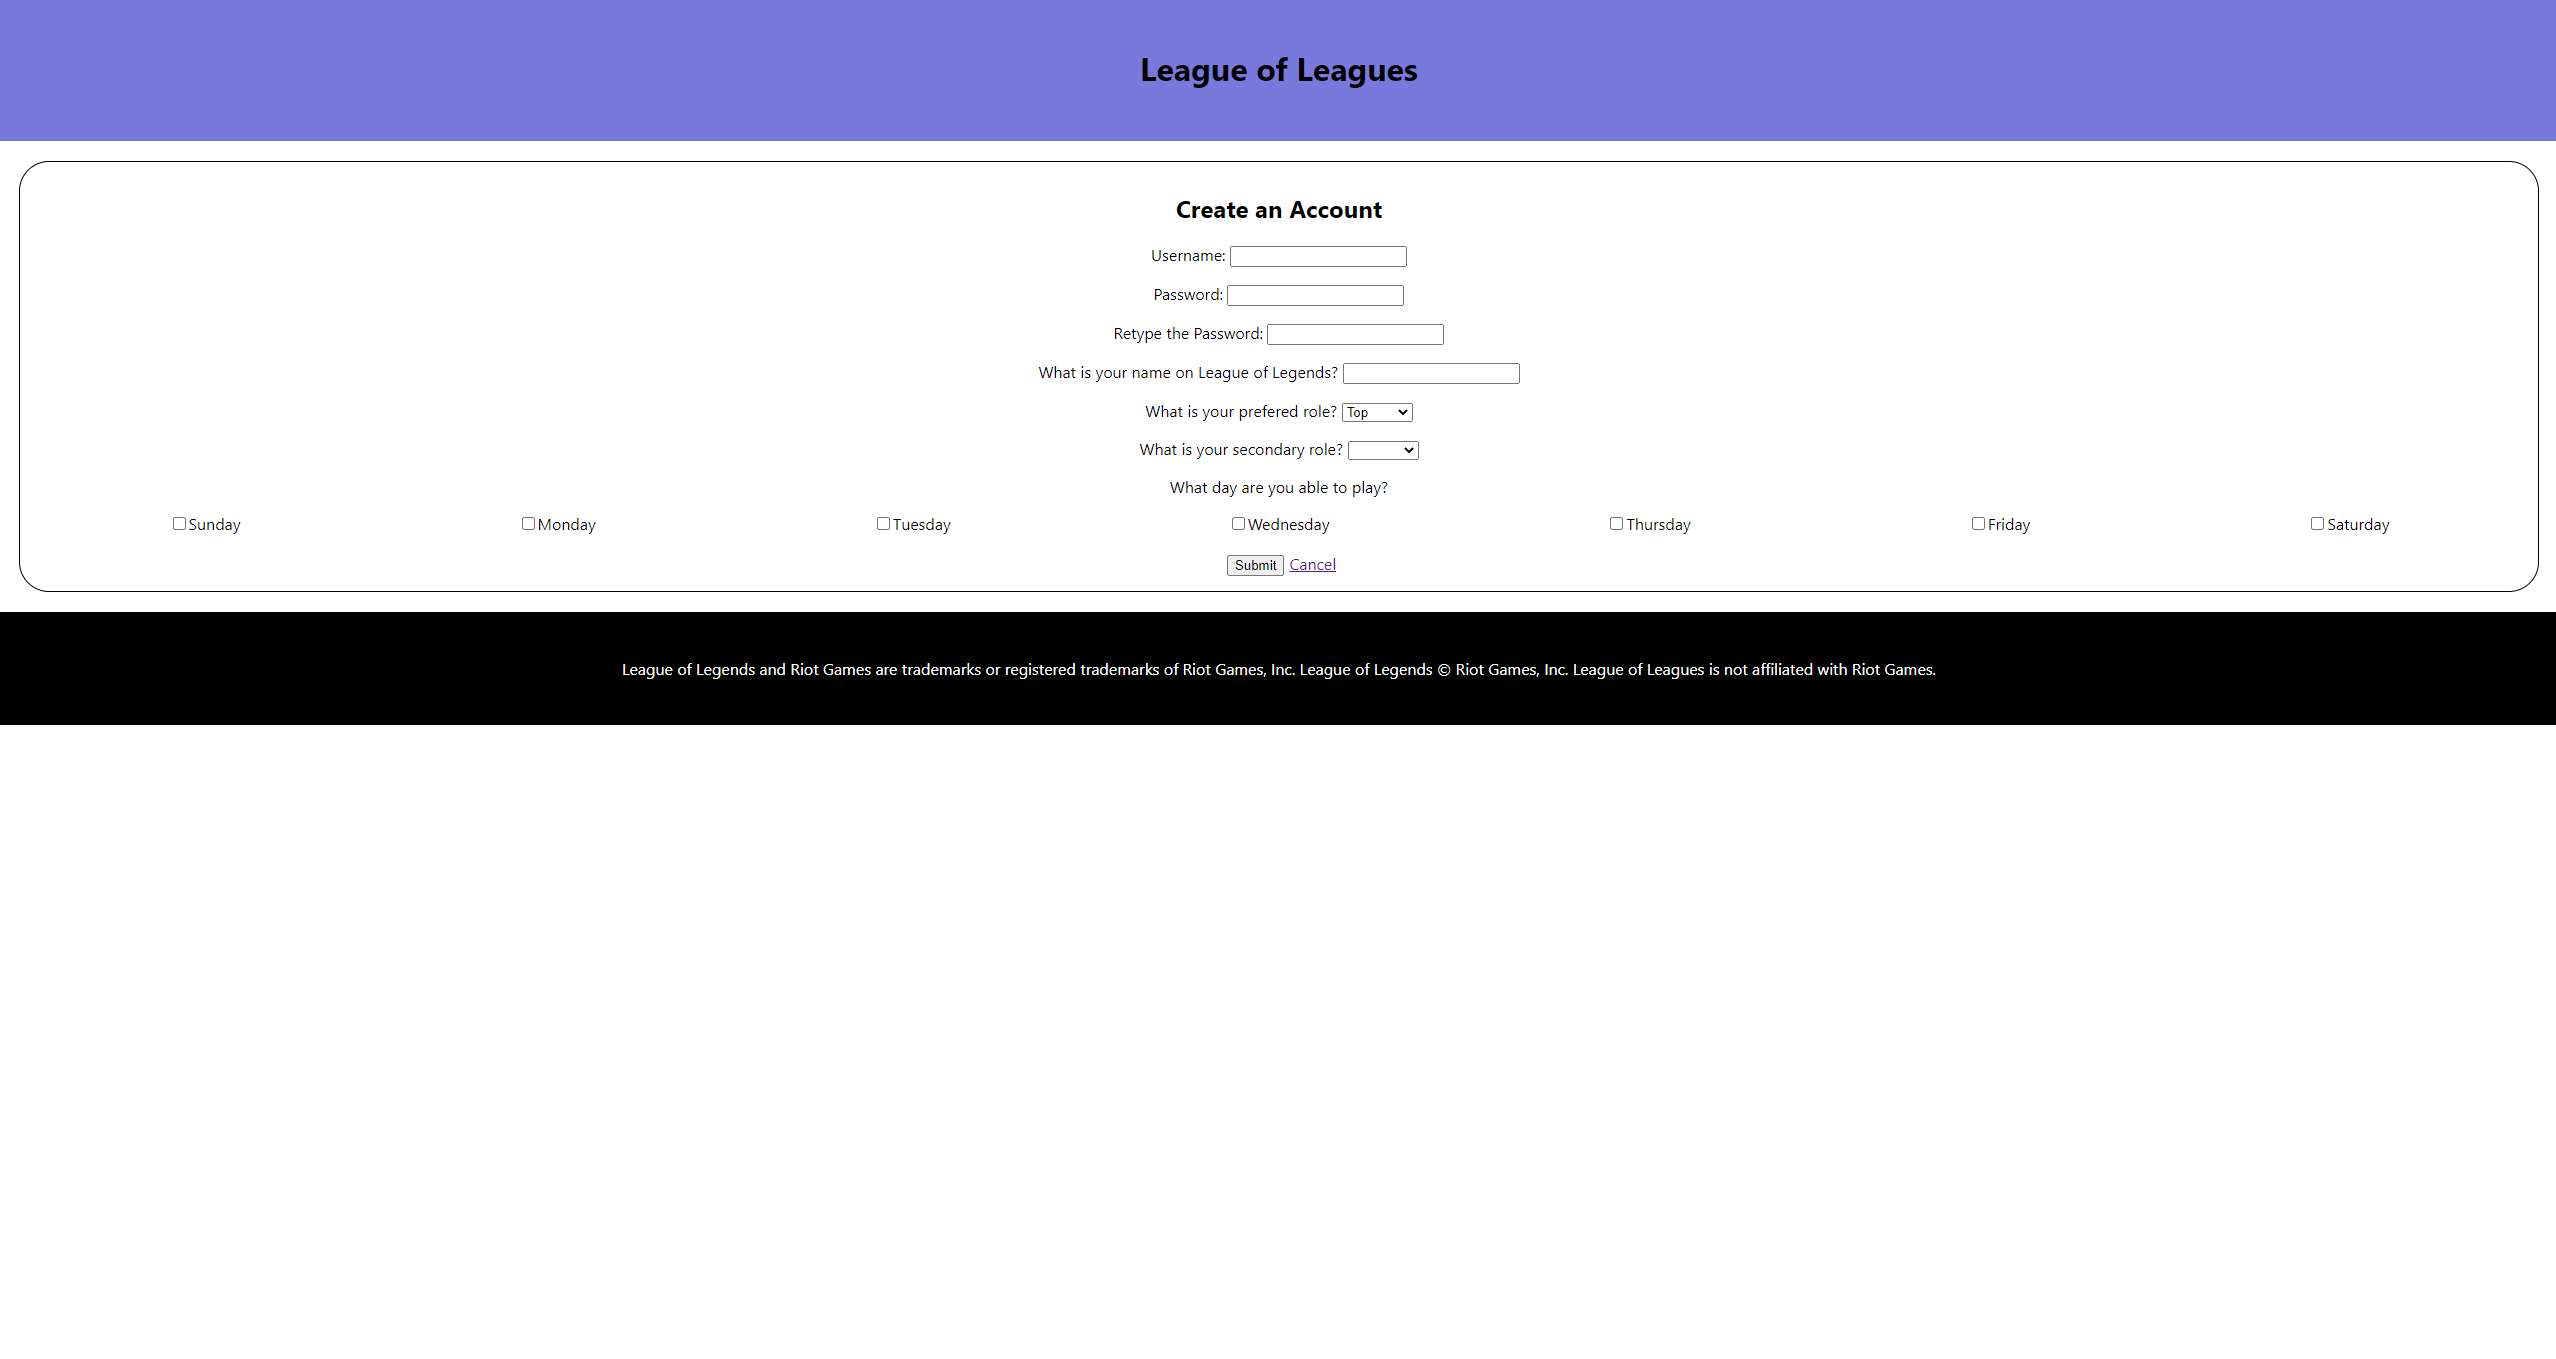 League of Leagues
Create an Account
Username:
Password:
Retype the Password:
What is your name on League of Legends?
What is your prefered role? Top
What is your secondary role?
What day are you able to play?
Sunday Monday Tuesday Wednesday Thursday Friday Saturday
Submit Cancel
League of Legends and Riot Games are trademarks or registered trademarks of Riot Games, Inc. League of Legends © Riot Games, Inc. League of Leagues is not affiliated with Riot Games.